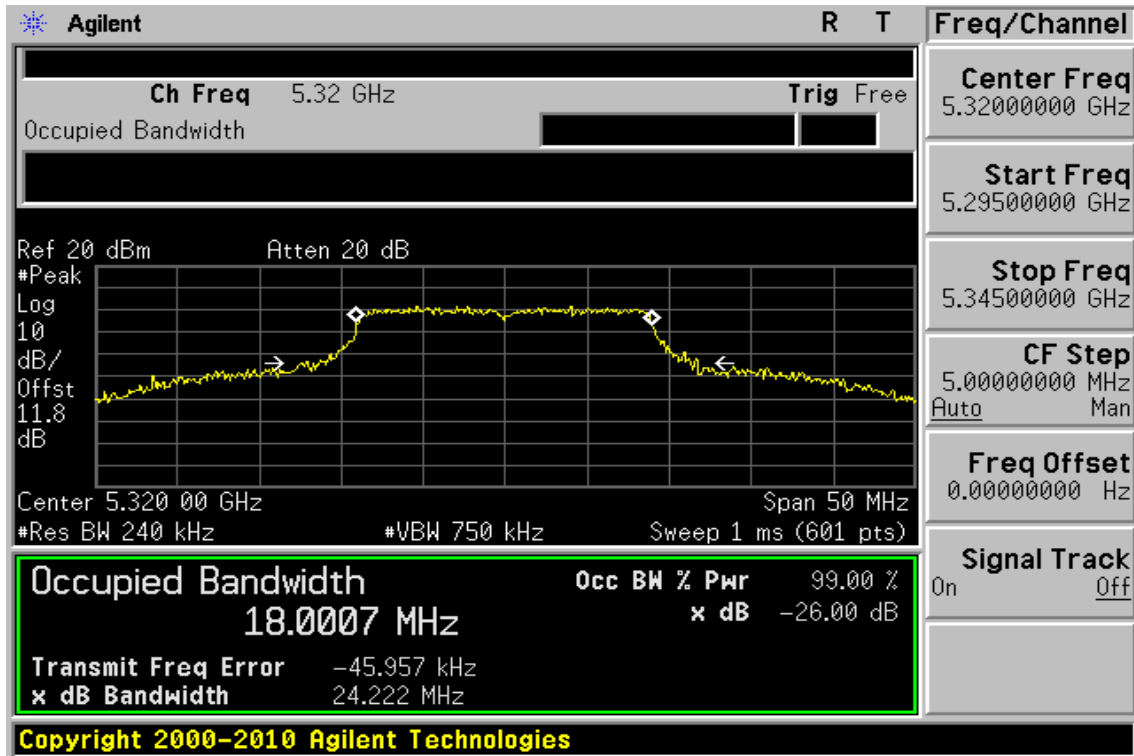 Agilent R T
Freq/Channel
Ch Freq 5.32 GHz Trig Free
Occupied Bandwidth
Center Freq
5.32000000 GHz
Start Freq
5.29500000 GHz
Stop Freq
5.34500000 GHz
CF Step
5.00000000 MHz
Auto Man
Freq Offset
0.00000000 Hz
Signal Track
On Off
Ref 20 dBm Atten 20 dB
#Peak
Log
10
dB/
Offst
11.8
dB
Center 5.320 00 GHz Span 50 MHz
#Res BW 240 kHz #VBW 750 kHz Sweep 1 ms (601 pts)
Occupied Bandwidth
18.0007 MHz
Occ BW % Pwr 99.00 %
x dB -26.00 dB
Transmit Freq Error -45.957 kHz
x dB Bandwidth 24.222 MHz
Copyright 2000-2010 Agilent Technologies